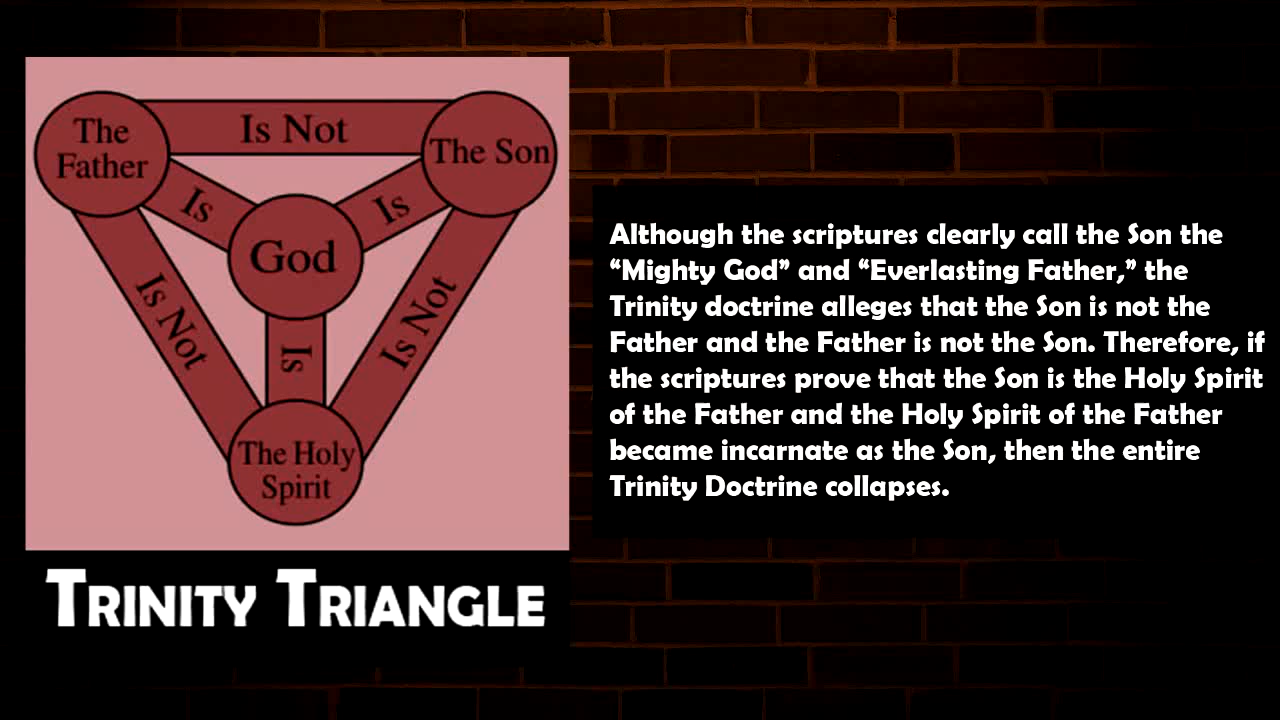 The
Father
Is Not
The Son
Is
Is
God
Is Not
Is
Is Not
The Holy
Spirit
TRINITY TRIANGLE
Although the scriptures clearly call the Son the
“Mighty God” and “Everlasting Father,” the
Trinity doctrine alleges that the Son is not the
Father and the Father is not the Son. Therefore, if
the scriptures prove that the Son is the Holy Spirit
of the Father and the Holy Spirit of the Father
became incarnate as the Son, then the entire
Trinity Doctrine collapses.